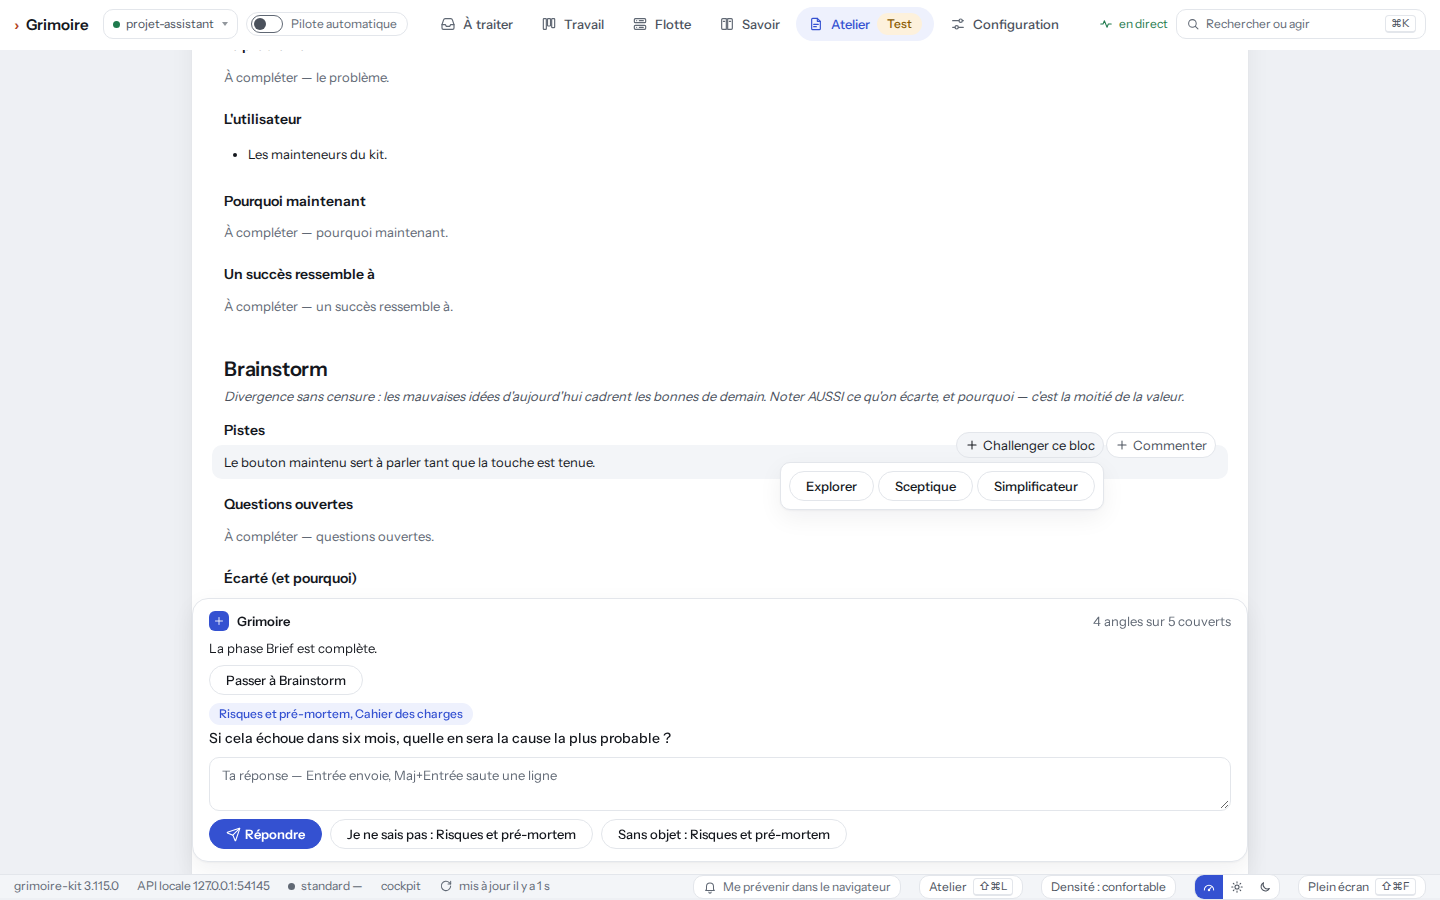 Grimoire
projet-assistant
Pilote automatique
À traiter
Travail
Flotte
Savoir
Atelier
Test
Configuration
en direct
Rechercher ou agir
⌘K
À compléter — le problème.
L'utilisateur
• Les mainteneurs du kit.
Pourquoi maintenant
À compléter — pourquoi maintenant.
Un succès ressemble à
À compléter — un succès ressemble à.
Brainstorm
Divergence sans censure : les mauvaises idées d'aujourd'hui cadrent les bonnes de demain. Noter AUSSI ce qu'on écarte, et pourquoi — c'est la moitié de la valeur.
Pistes
Challenger ce bloc
Commenter
Le bouton maintenu sert à parler tant que la touche est tenue.
Explorer
Sceptique
Simplificateur
Questions ouvertes
À compléter — questions ouvertes.
Écarté (et pourquoi)
Grimoire
4 angles sur 5 couverts
La phase Brief est complète.
Passer à Brainstorm
Risques et pré-mortem, Cahier des charges
Si cela échoue dans six mois, quelle en sera la cause la plus probable ?
Ta réponse — Entrée envoie, Maj+Entrée saute une ligne
Répondre
Je ne sais pas : Risques et pré-mortem
Sans objet : Risques et pré-mortem
grimoire-kit 3.115.0
API locale 127.0.0.1:54145
standard —
cockpit
mis à jour il y a 1 s
Me prévenir dans le navigateur
Atelier ⇧⌘L
Densité : confortable
Plein écran ⇧⌘F